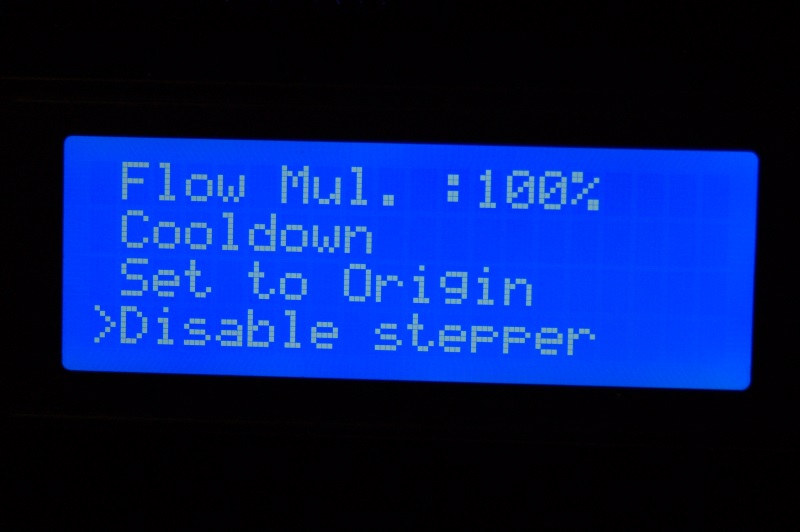 Flow Mul. :100%
Cooldown
Set to Origin
>Disable stepper